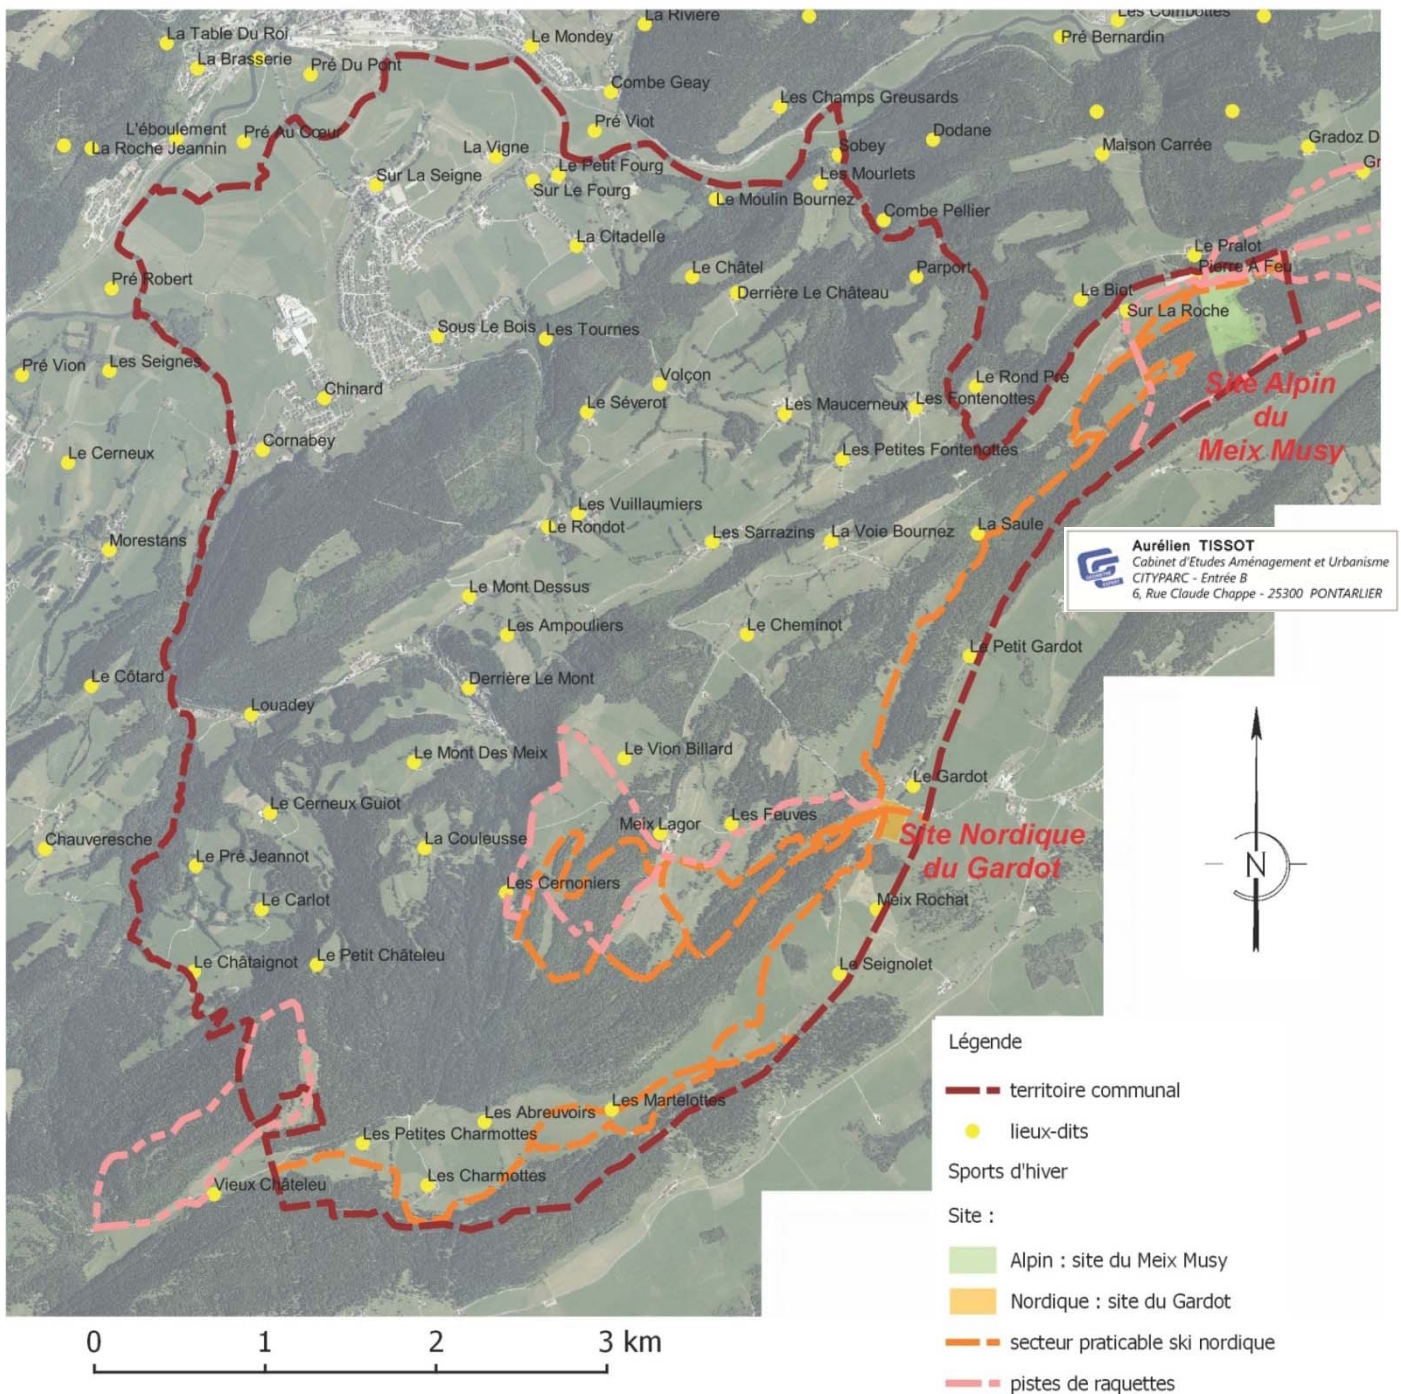 La Rivière
Les Combottes
La Table Du Roi
Le Mondey
Pré Bernardin
La Brasserie
Pré Du Pont
Combe Geay
Les Champs Greusards
Pré Viot
L'éboulement
Pré Au Cœur
Dodane
Gradoz D
La Roche Jeannin
La Vigne
Sobey
Maison Carrée
Le Petit Fourg
Gr
Sur La Seigne
Sur Le Fourg
Les Mourlets
Le Moulin Bournez
Combe Pellier
La Citadelle
Le Pralot
Le Châtel
Parport
Pierre À Feu
Pré Robert
Derrière Le Château
Le Biot
Sur La Roche
Sous Le Bois
Les Tournes
Pré Vion
Les Seignes
Volçon
Le Rond Pré
Site Alpin
du
Meix Musy
Chinard
Le Séverot
Les Maucerneux
Les Fontenottes
Cornabey
Le Cerneux
Les Petites Fontenottes
Les Vuillaumiers
Le Rondot
Les Sarrazins
La Voie Bournez
La Saule
Morestans
Aurélien TISSOT
Cabinet d'Etudes Aménagement et Urbanisme
CITYPARC - Entrée B
6, Rue Claude Chappe - 25300 PONTARLIER
GEOMETRE
EXPERT
Le Mont Dessus
Les Ampouliers
Le Cheminot
Le Petit Gardot
Le Côtard
Derrière Le Mont
Louadey
Le Mont Des Meix
Le Vion Billard
Le Gardot
Le Cerneux Guiot
Les Feuves
Meix Lagor
Chauveresche
La Couleusse
Site Nordique
du Gardot
Le Pré Jeannot
Les Cernoniers
Le Carlot
Meix Rochat
Le Petit Châteleu
Le Châtaignot
Le Seignolet
N
Les Martelottes
Les Abreuvoirs
Les Petites Charmottes
Les Charmottes
Vieux Châteleu
Légende
territoire communal
lieux-dits
Sports d'hiver
Site :
Alpin : site du Meix Musy
Nordique : site du Gardot
secteur praticable ski nordique
pistes de raquettes
0 1 2 3 km